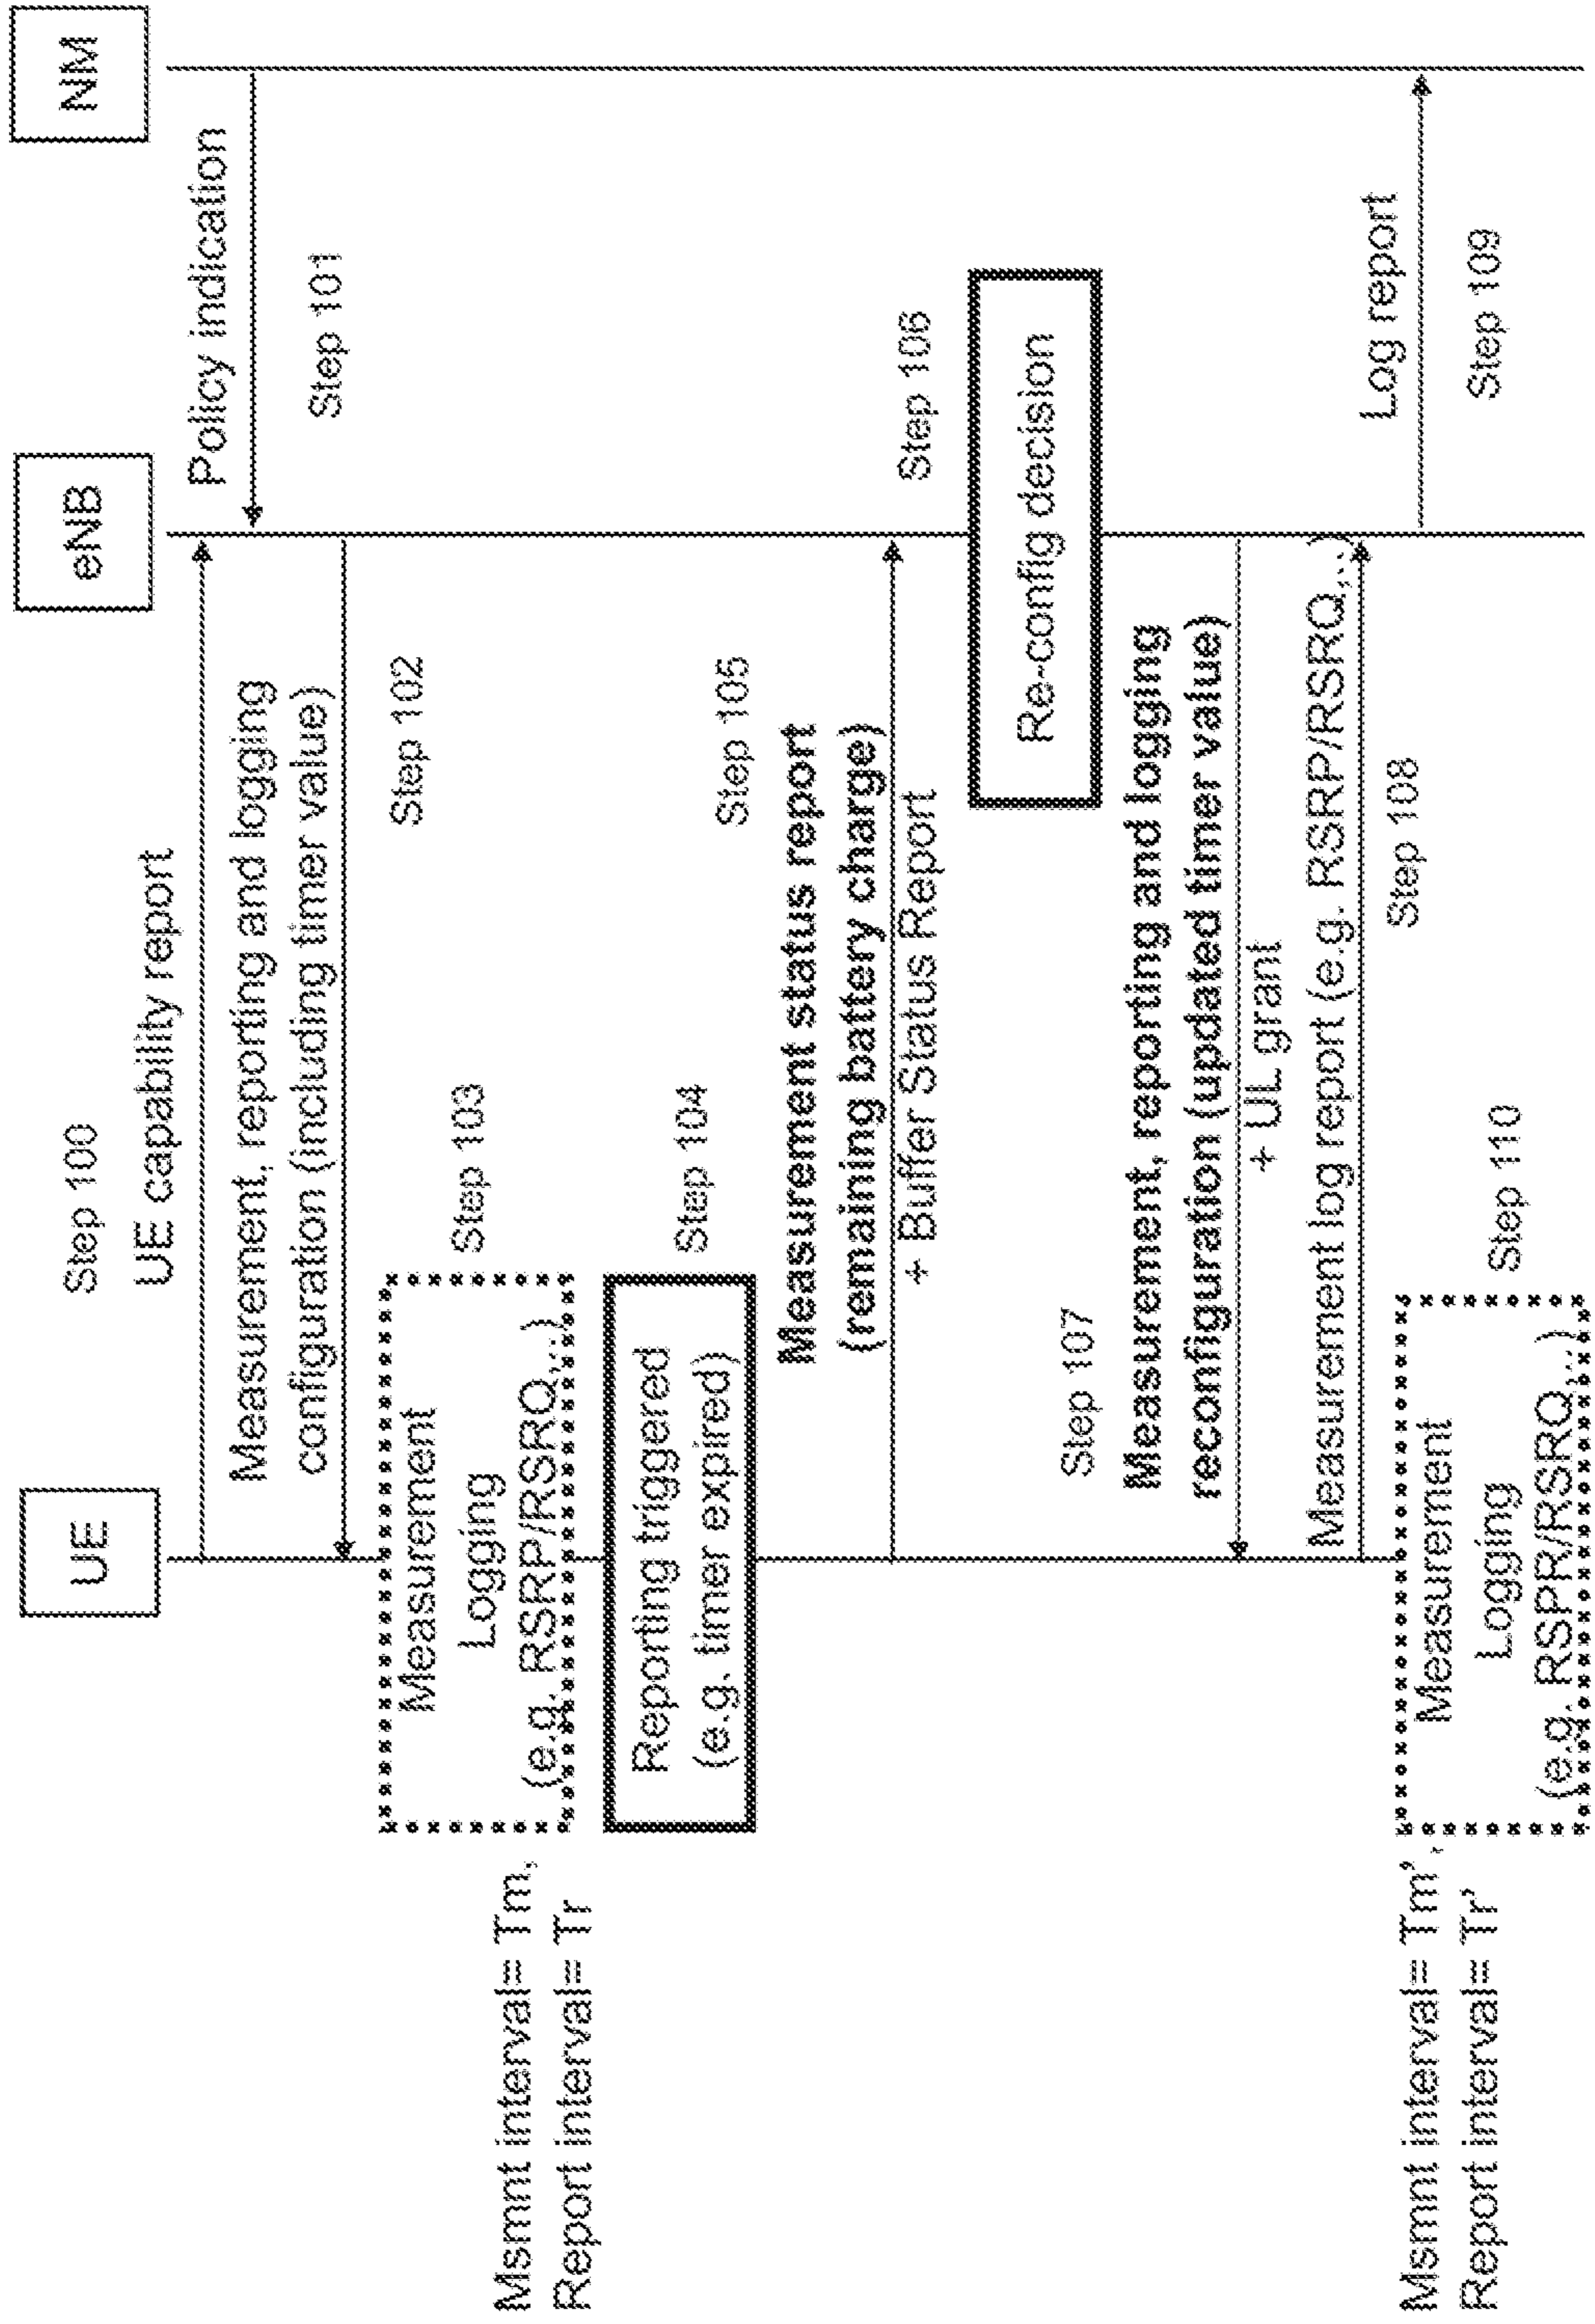 UE
eNB
NM
Step 100
UE capability report
Policy indication
Step 101
Measurement, reporting and logging
configuration (including timer value)
Step 102
Measurement
Logging
(e.g. RSRP/RSRQ,...)
Step 103
Msmnt interval= Tm,
Report interval= Tr
Reporting triggered
(e.g. timer expired)
Step 104
Step 105
Measurement status report
(remaining battery charge)
+ Buffer Status Report
Step 106
Re-config decision
Step 107
Measurement, reporting and logging
reconfiguration (updated timer value)
+ UL grant
Measurement log report (e.g. RSRP/RSRQ,..)
Step 108
Log report
Step 109
Measurement
Logging
(e.g. RSPR/RSRQ,...)
Step 110
Msmnt interval= Tm',
Report interval= Tr'